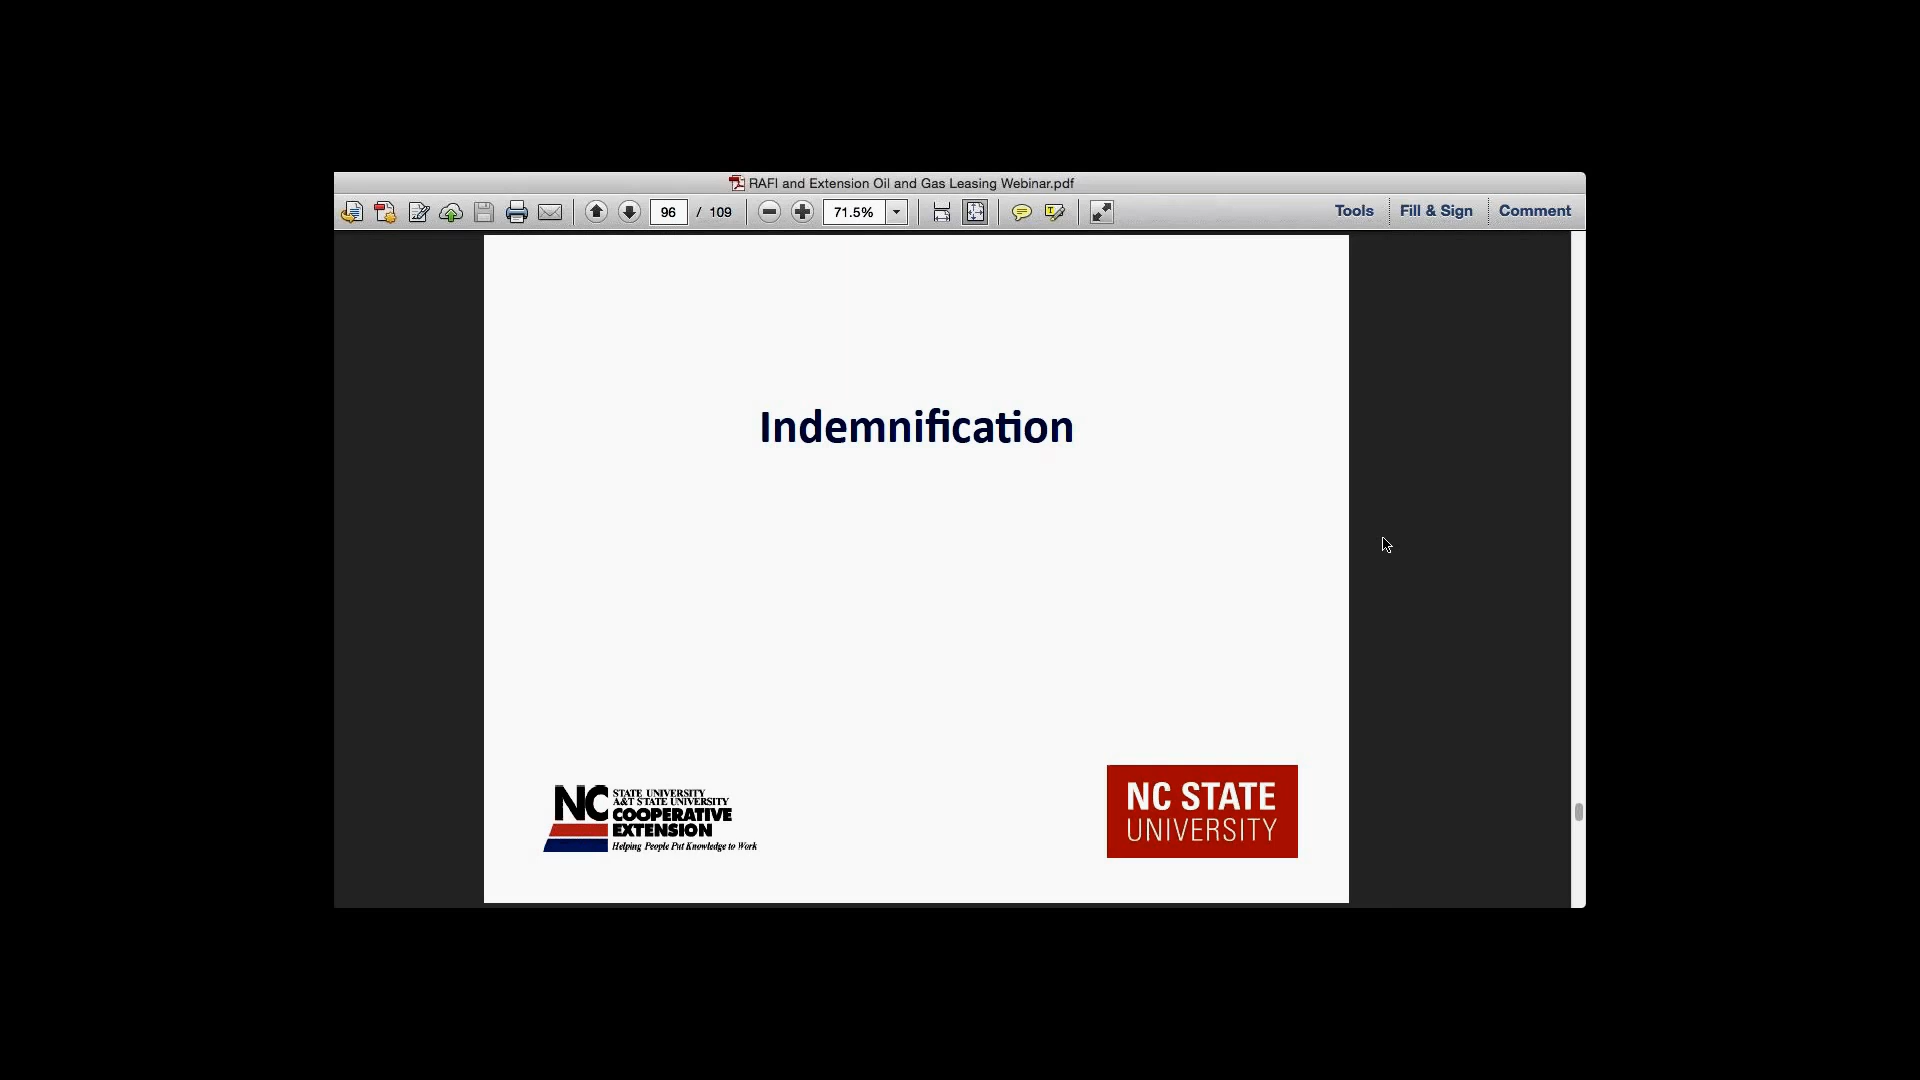 RAFI and Extension Oil and Gas Leasing Webinar.pdf
96 / 109 71.5% Tools Fill & Sign Comment
Indemnification
NC STATE UNIVERSITY
A&T STATE UNIVERSITY
COOPERATIVE
EXTENSION
Helping People Put Knowledge to Work
NC STATE
UNIVERSITY